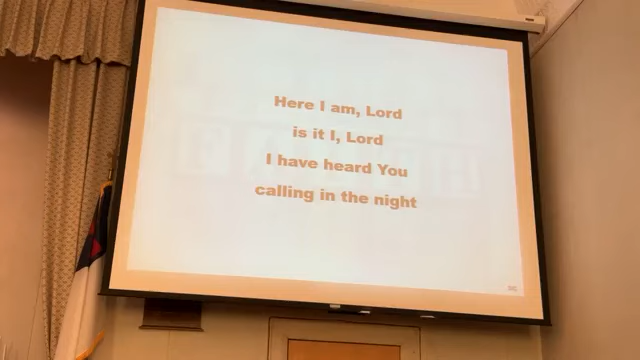 Here I am, Lord
is it I, Lord
I have heard You
calling in the night